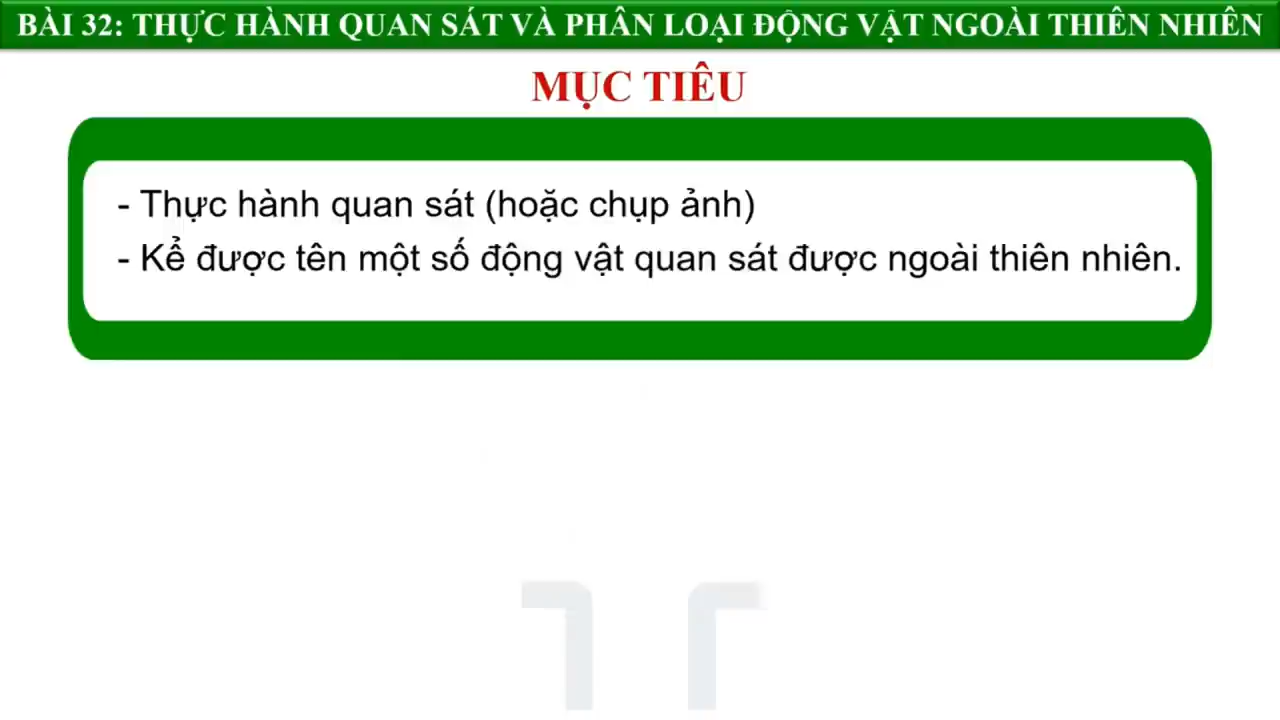 BÀI 32: THỰC HÀNH QUAN SÁT VÀ PHÂN LOẠI ĐỘNG VẬT NGOÀI THIÊN NHIÊN
MỤC TIÊU
- Thực hành quan sát (hoặc chụp ảnh)
- Kể được tên một số động vật quan sát được ngoài thiên nhiên.